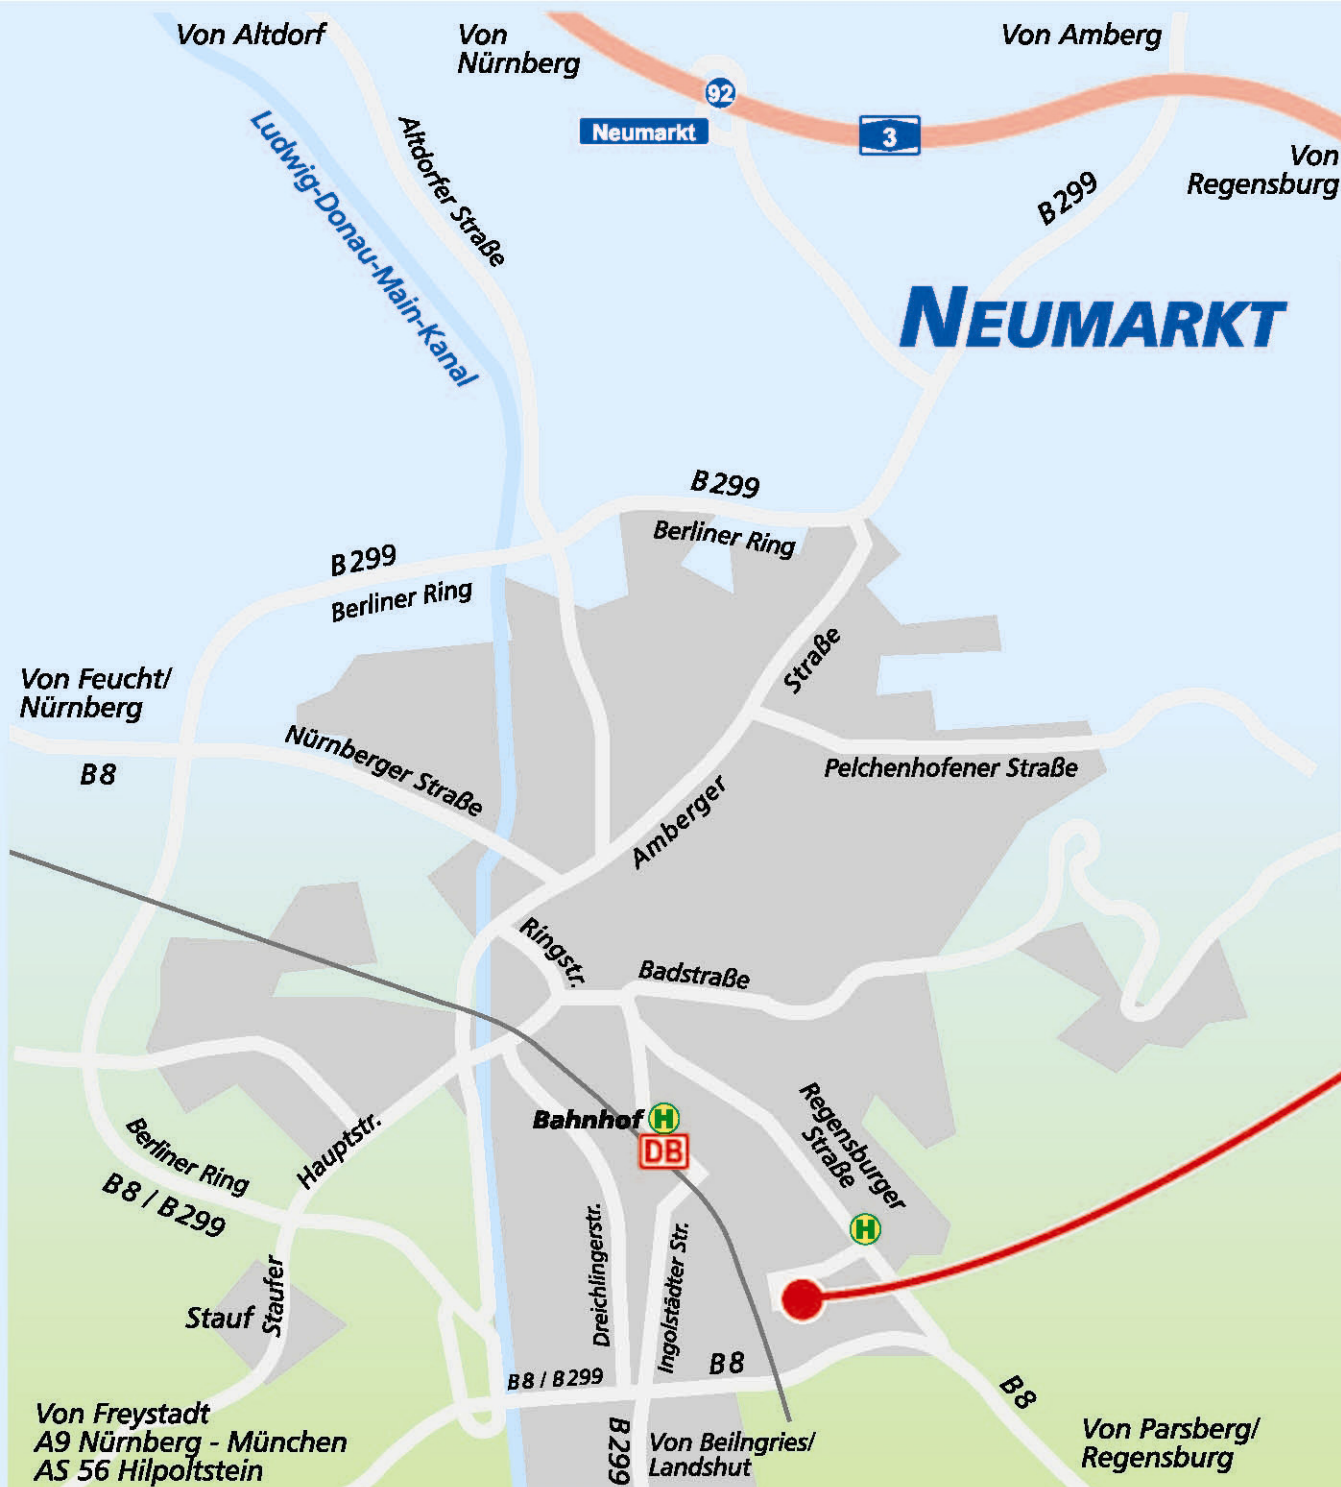 Von Altdorf
Von
Nürnberg
Von Amberg
92
Neumarkt
3
Von
Regensburg
Ludwig-Donau-Main-Kanal
Altdorfer Straße
B299
NEUMARKT
B299
Berliner Ring
B299
Berliner Ring
Von Feucht/
Nürnberg
B8
Nürnberger Straße
Straße
Amberger
Pelchenhofener Straße
Ringstr.
Badstraße
Bahnhof H
DB
Regensburger
Straße
H
Hauptstr.
Berliner Ring
B8 / B299
Stauf
Staufer
Dreichlingerstr.
Ingolstädter Str.
B8 / B299
B8
B8
B299
Von Freystadt
A9 Nürnberg - München
AS 56 Hilpoltstein
Von Beilngries/
Landshut
Von Parsberg/
Regensburg